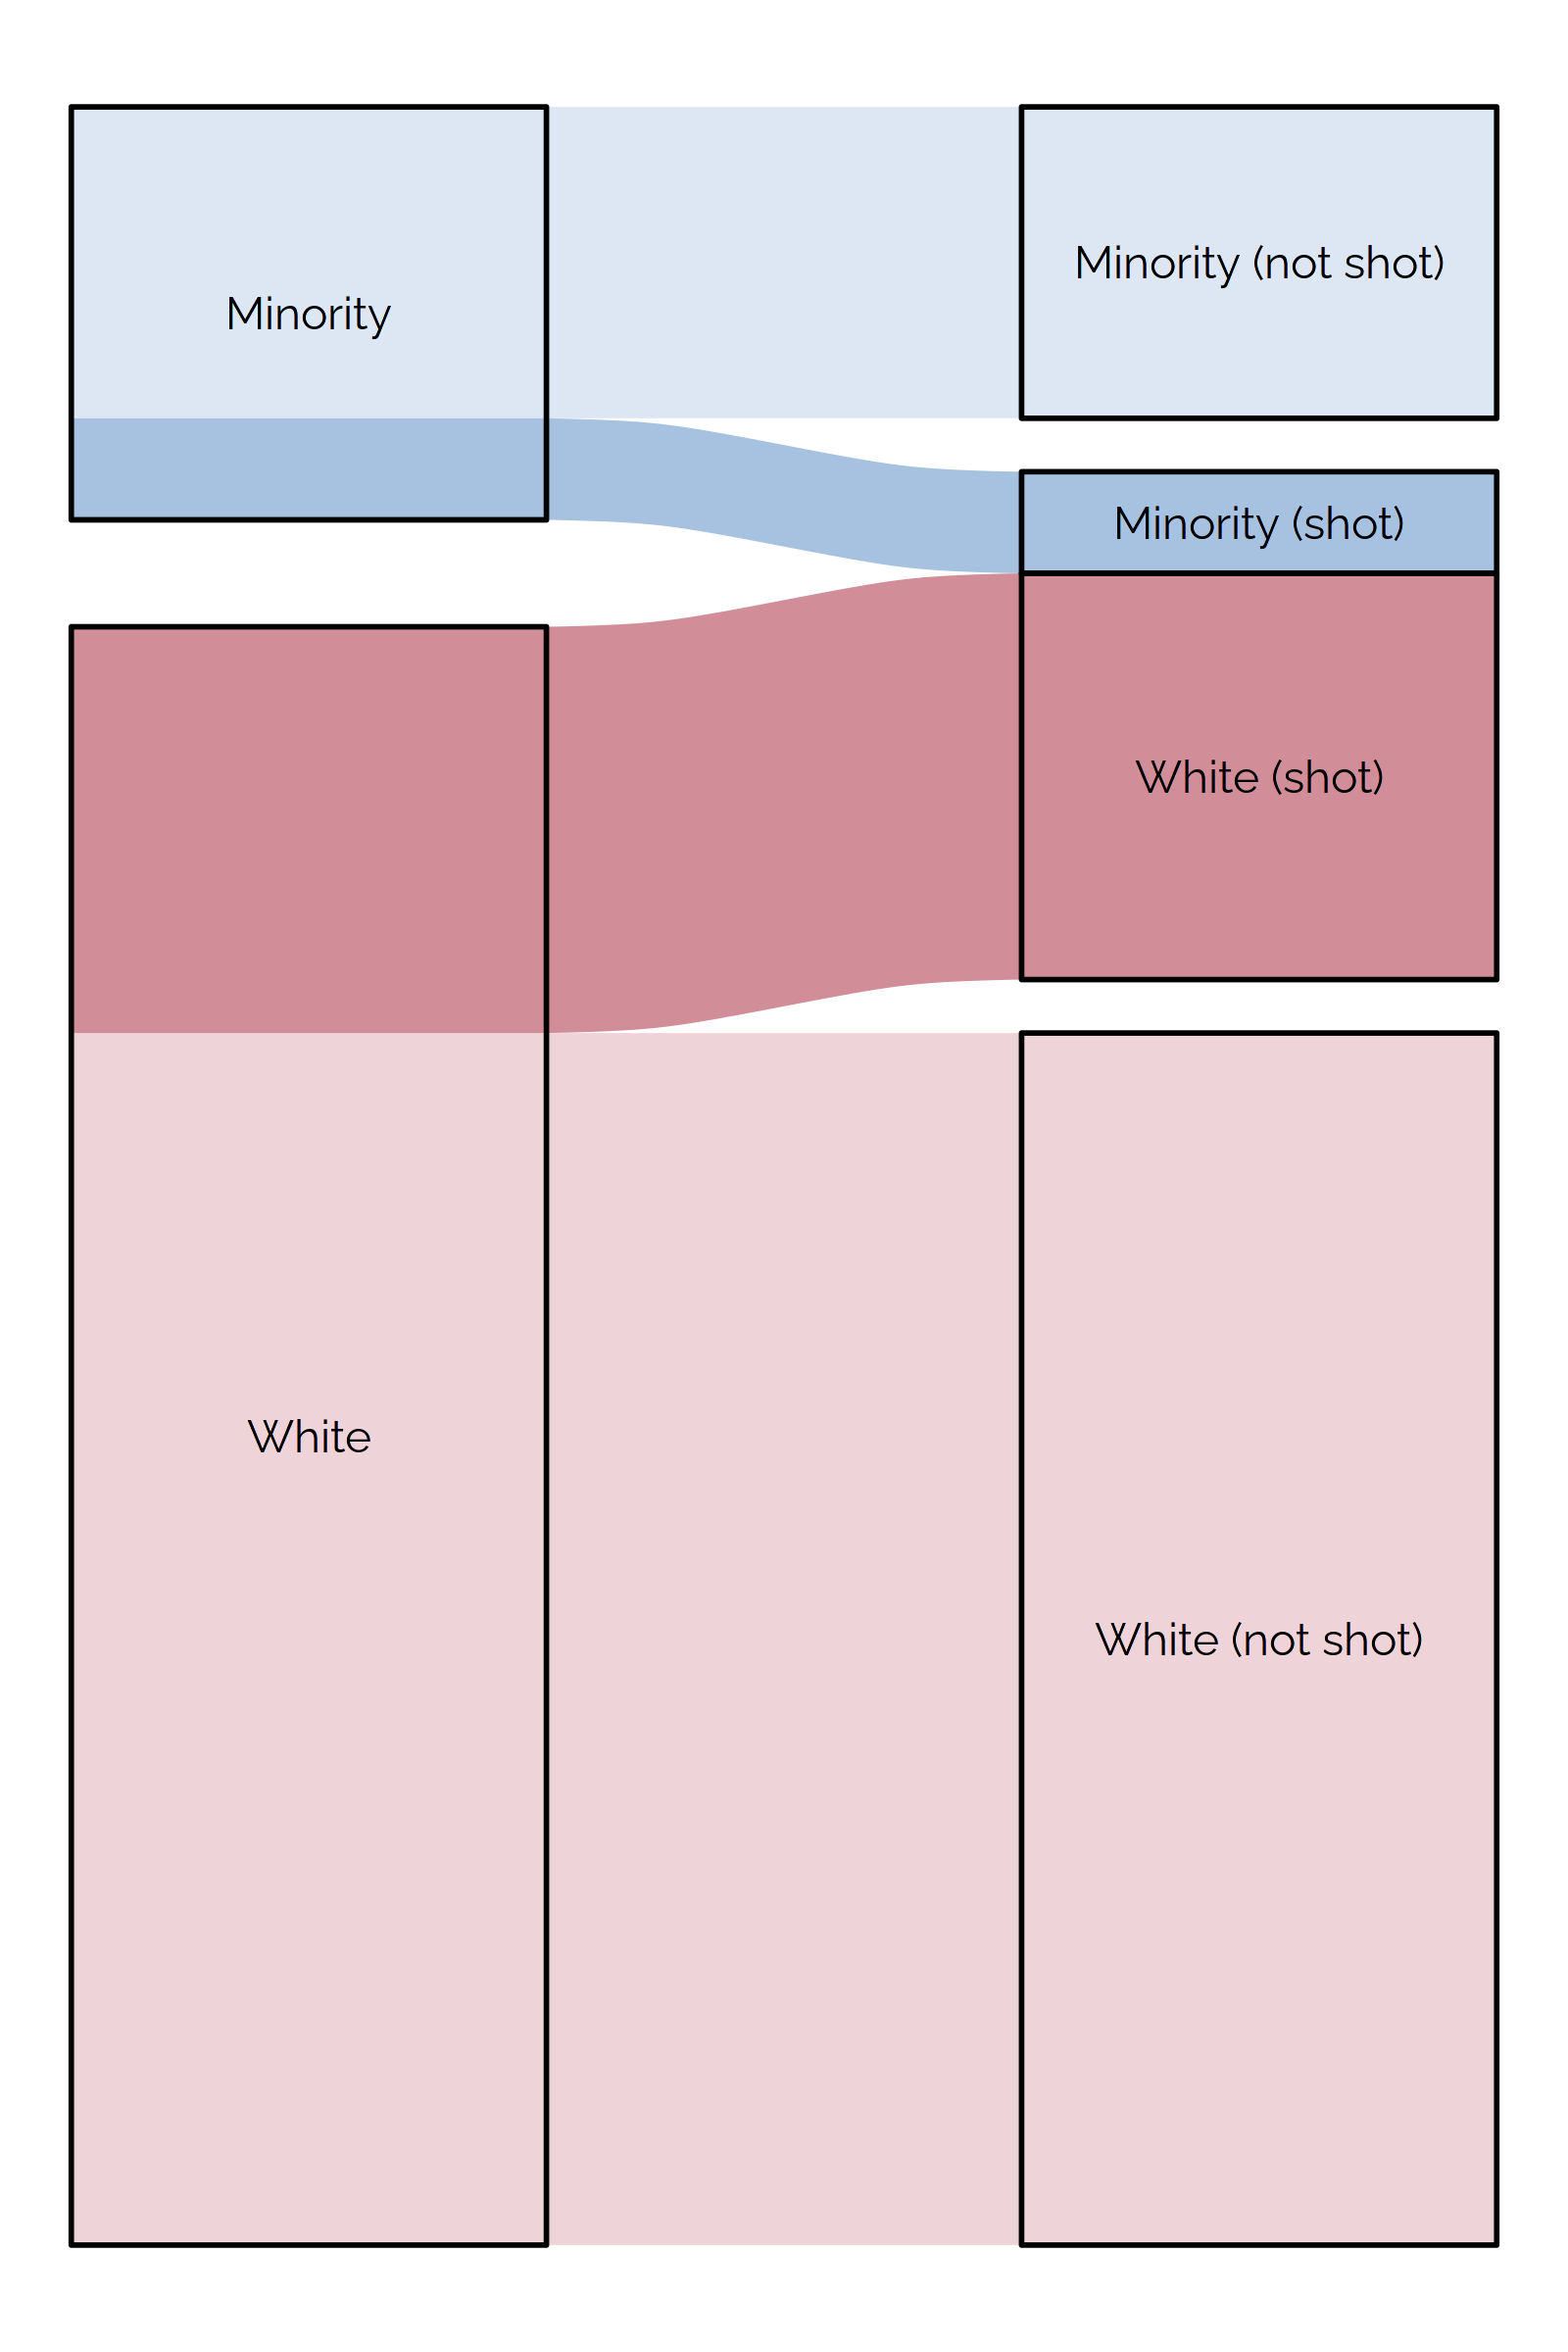 Minority
Minority (not shot)
Minority (shot)
White (shot)
White
White (not shot)